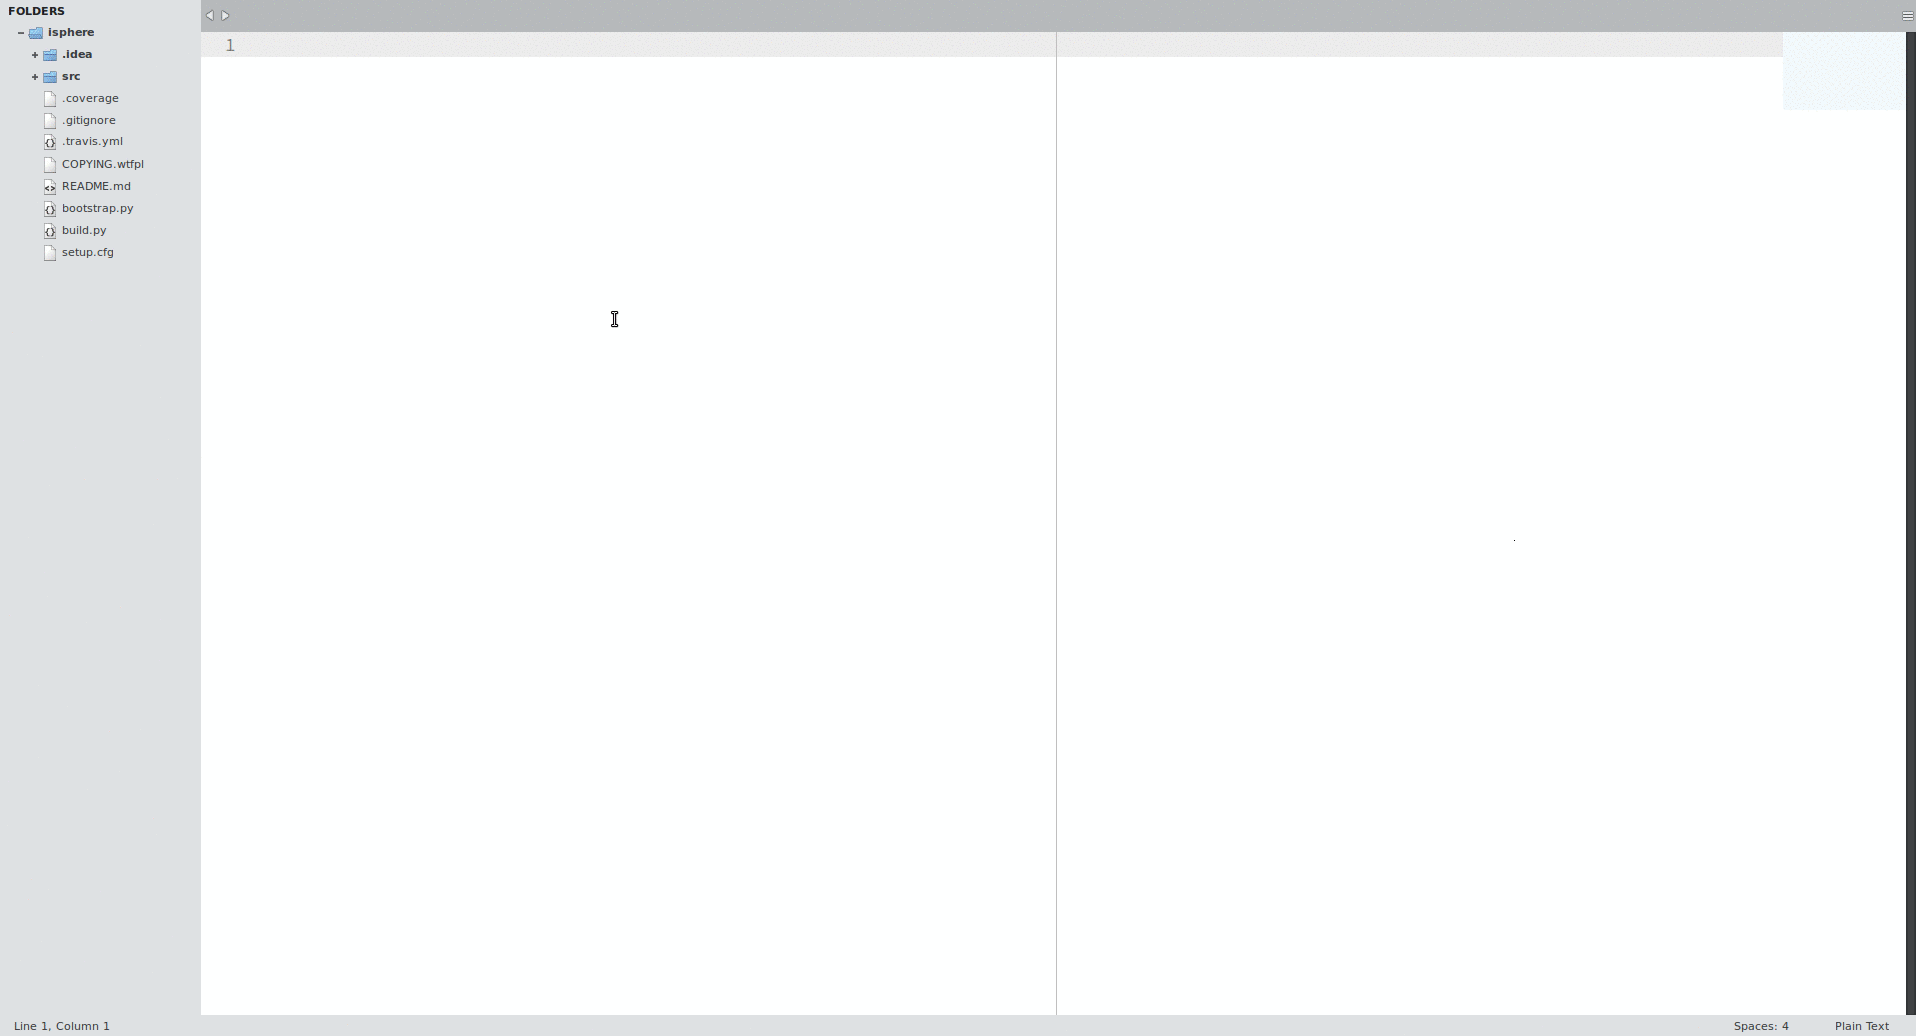 FOLDERS
isphere
.idea
src
.coverage
.gitignore
.travis.yml
COPYING.wtfpl
README.md
bootstrap.py
build.py
setup.cfg
1
Line 1, Column 1
Spaces: 4
Plain Text